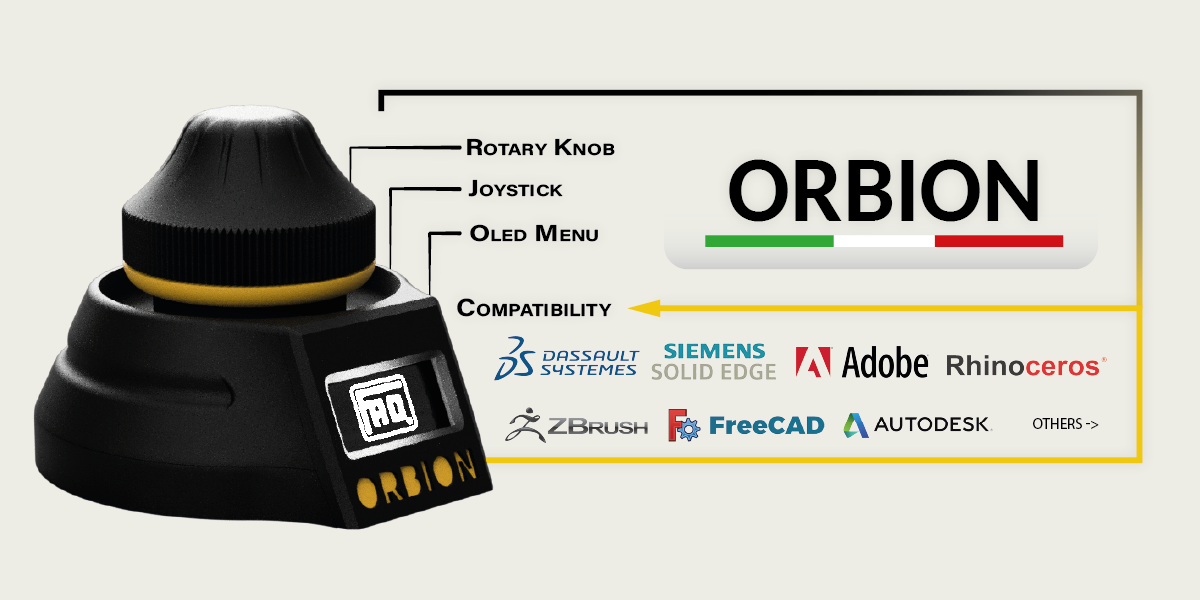 Rotary Knob
Joystick
Oled Menu
Compatibility
ORBION
DASSAULT
SYSTEMES
SIEMENS
SOLID EDGE
Adobe
Rhinoceros®
ZBrush
FreeCAD
AUTODESK.
OTHERS ->
HQ
ORBION